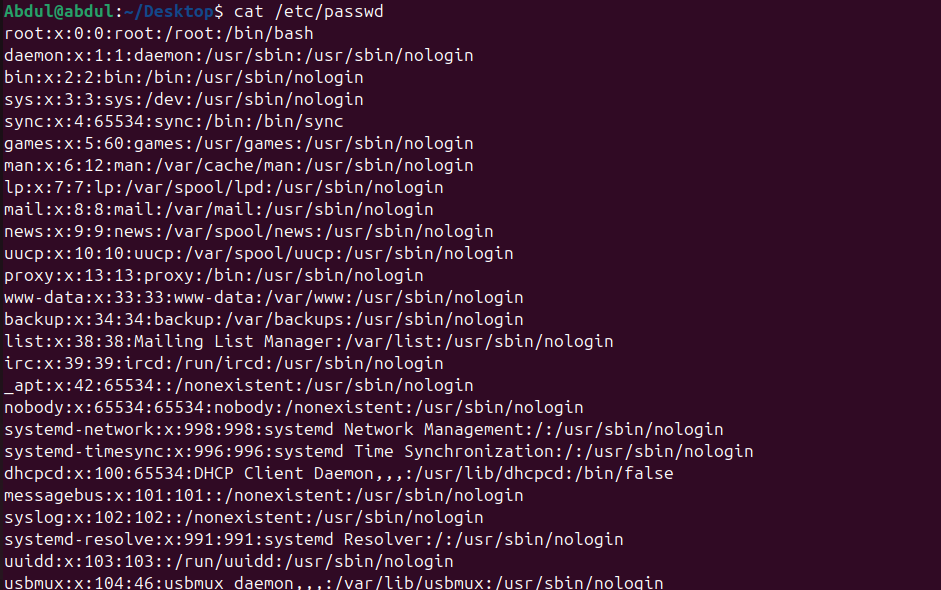 Abdul@abdul:~/Desktop$ cat /etc/passwd
root:x:0:0:root:/root:/bin/bash
daemon:x:1:1:daemon:/usr/sbin:/usr/sbin/nologin
bin:x:2:2:bin:/bin:/usr/sbin/nologin
sys:x:3:3:sys:/dev:/usr/sbin/nologin
sync:x:4:65534:sync:/bin:/bin/sync
games:x:5:60:games:/usr/games:/usr/sbin/nologin
man:x:6:12:man:/var/cache/man:/usr/sbin/nologin
lp:x:7:7:lp:/var/spool/lpd:/usr/sbin/nologin
mail:x:8:8:mail:/var/mail:/usr/sbin/nologin
news:x:9:9:news:/var/spool/news:/usr/sbin/nologin
uucp:x:10:10:uucp:/var/spool/uucp:/usr/sbin/nologin
proxy:x:13:13:proxy:/bin:/usr/sbin/nologin
www-data:x:33:33:www-data:/var/www:/usr/sbin/nologin
backup:x:34:34:backup:/var/backups:/usr/sbin/nologin
list:x:38:38:Mailing List Manager:/var/list:/usr/sbin/nologin
irc:x:39:39:ircd:/run/ircd:/usr/sbin/nologin
_apt:x:42:65534::/nonexistent:/usr/sbin/nologin
nobody:x:65534:65534:nobody:/nonexistent:/usr/sbin/nologin
systemd-network:x:998:998:systemd Network Management:/:/usr/sbin/nologin
systemd-timesync:x:996:996:systemd Time Synchronization:/:/usr/sbin/nologin
dhcpcd:x:100:65534:DHCP Client Daemon,,,:/usr/lib/dhcpcd:/bin/false
messagebus:x:101:101::/nonexistent:/usr/sbin/nologin
syslog:x:102:102::/nonexistent:/usr/sbin/nologin
systemd-resolve:x:991:991:systemd Resolver:/:/usr/sbin/nologin
uuidd:x:103:103::/run/uuidd:/usr/sbin/nologin
usbmux:x:104:46:usbmux daemon,,,:/var/lib/usbmux:/usr/sbin/nologin